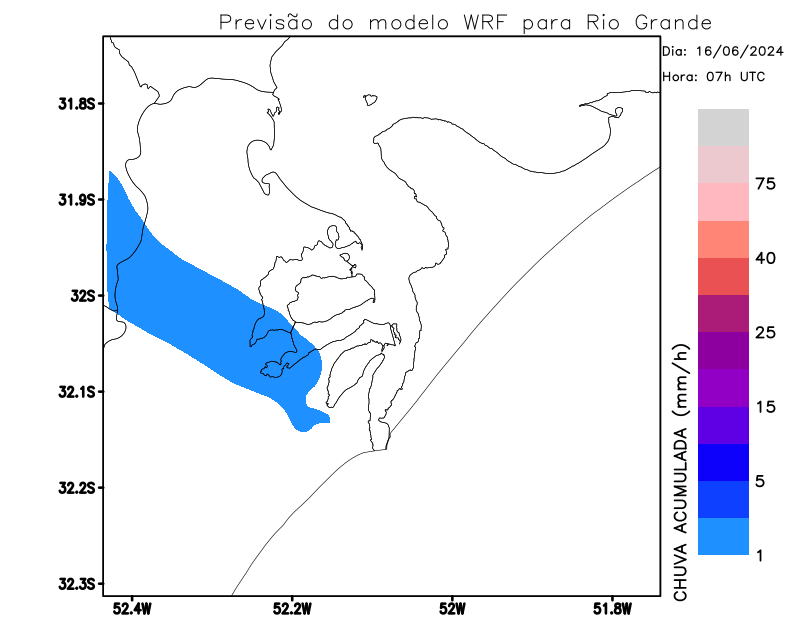 Previsão do modelo WRF para Rio Grande
Dia: 16/06/2024
Hora: 07h UTC
31.8S
31.9S
32S
32.1S
32.2S
32.3S
52.4W
52.2W
52W
51.8W
75
40
25
15
5
1
CHUVA ACUMULADA (mm/h)